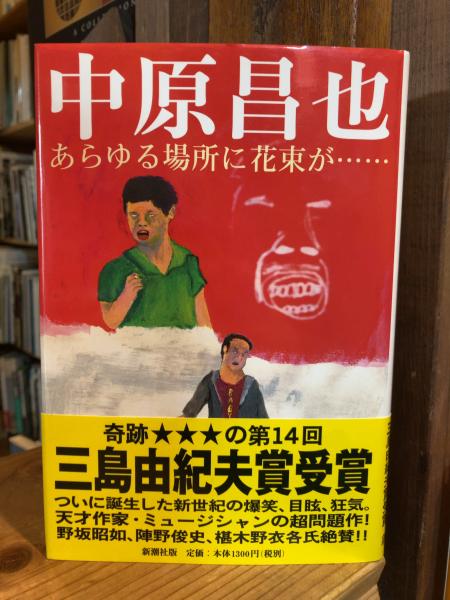 A COLLECTION
中原昌也
あらゆる場所に花束が……
奇跡★★★の第14回
三島由紀夫賞受賞
ついに誕生した新世紀の爆笑、目眩、狂気。
天才作家・ミュージシャンの超問題作!
野坂昭如、陣野俊史、椹木野衣各氏絶賛!!
新潮社版 定価:本体1300円(税別)